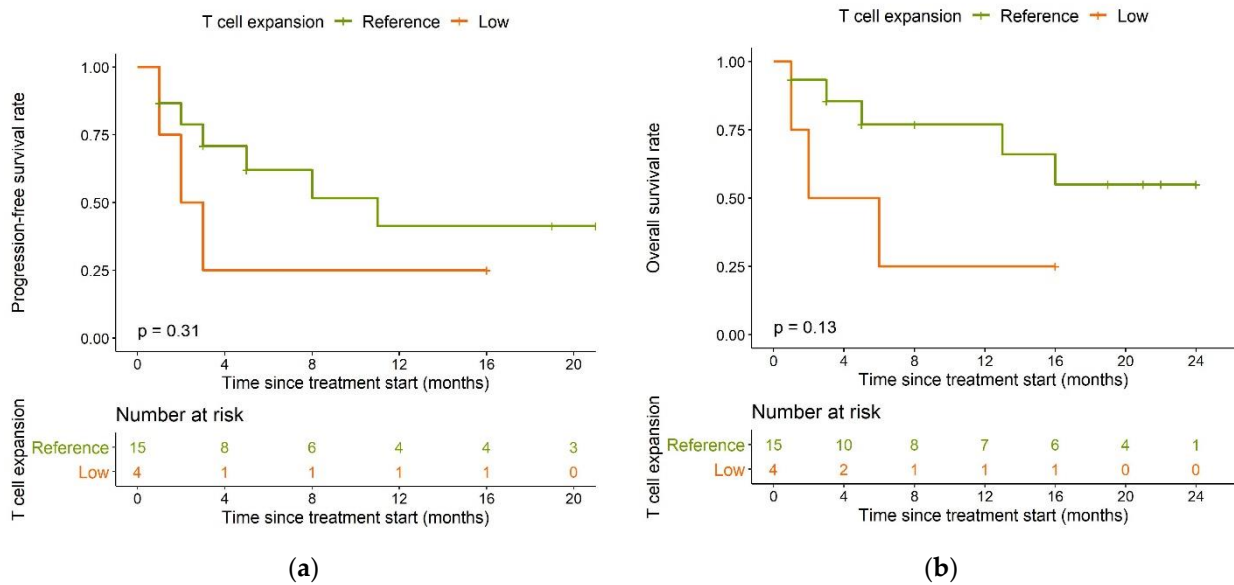 T cell expansion Reference Low
Progression-free survival rate
1.00
0.75
0.50
0.25
0.00
p = 0.31
0 4 8 12 16 20
Time since treatment start (months)
T cell expansion
Number at risk
Reference 15 8 6 4 4 3
Low 4 1 1 1 1 0
0 4 8 12 16 20
Time since treatment start (months)
(a)
T cell expansion Reference Low
Overall survival rate
1.00
0.75
0.50
0.25
0.00
p = 0.13
0 4 8 12 16 20 24
Time since treatment start (months)
T cell expansion
Number at risk
Reference 15 10 8 7 6 4 1
Low 4 2 1 1 1 0 0
0 4 8 12 16 20 24
Time since treatment start (months)
(b)